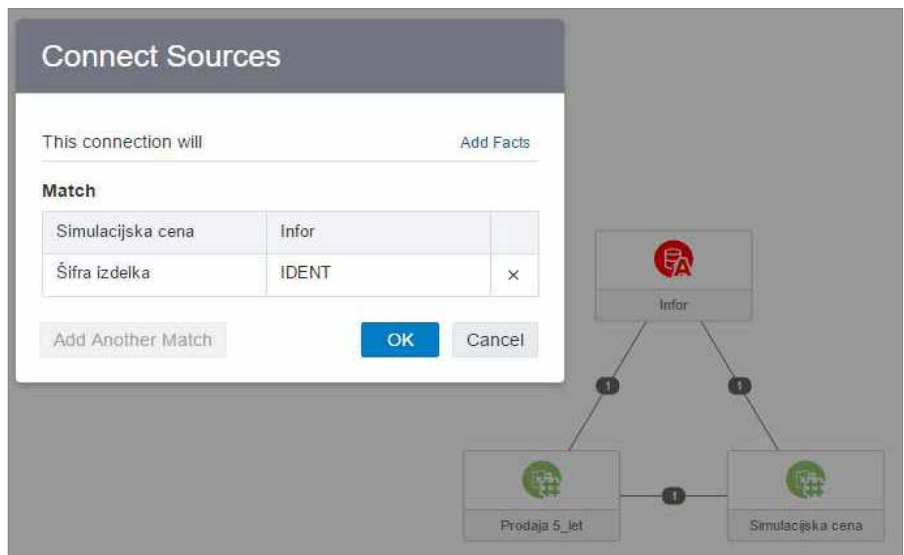 Connect Sources
This connection will Add Facts
Match
Simulacijska cena Infor
Šifra izdelka IDENT ×
Add Another Match OK Cancel
Infor
1 1
1
Prodaja 5_let Simulacijska cena